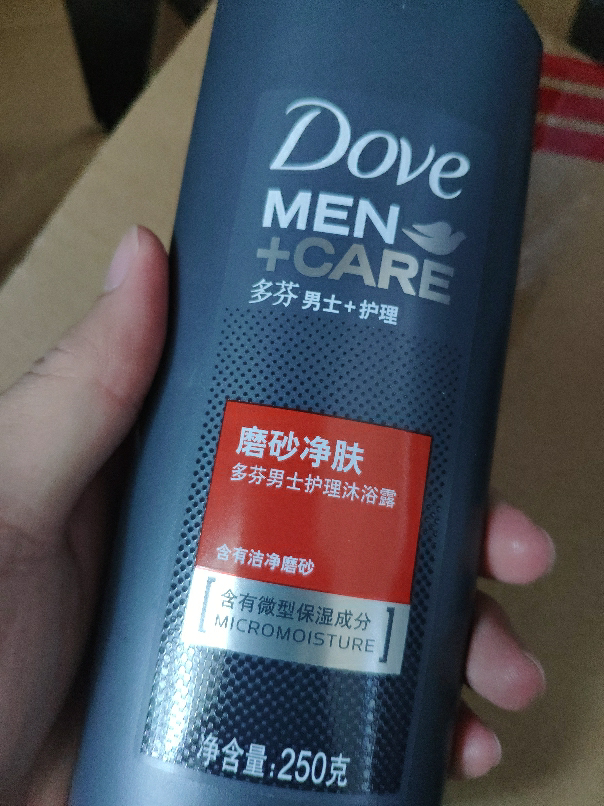 Dove
MEN
+CARE
多芬 男士+护理
磨砂净肤
多芬男士护理沐浴露
含有洁净磨砂
含有微型保湿成分
MICROMOISTURE
净含量:250克